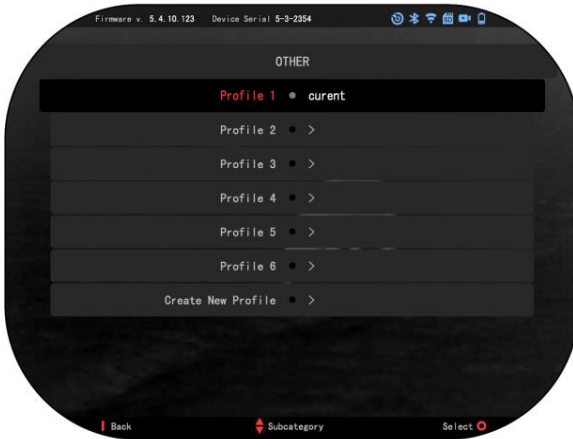 Firmware v. 5.4.10.123 Device Serial 5-3-2354
OTHER
Profile 1 curent
Profile 2 >
Profile 3 >
Profile 4 >
Profile 5 >
Profile 6 >
Create New Profile >
Back Subcategory Select